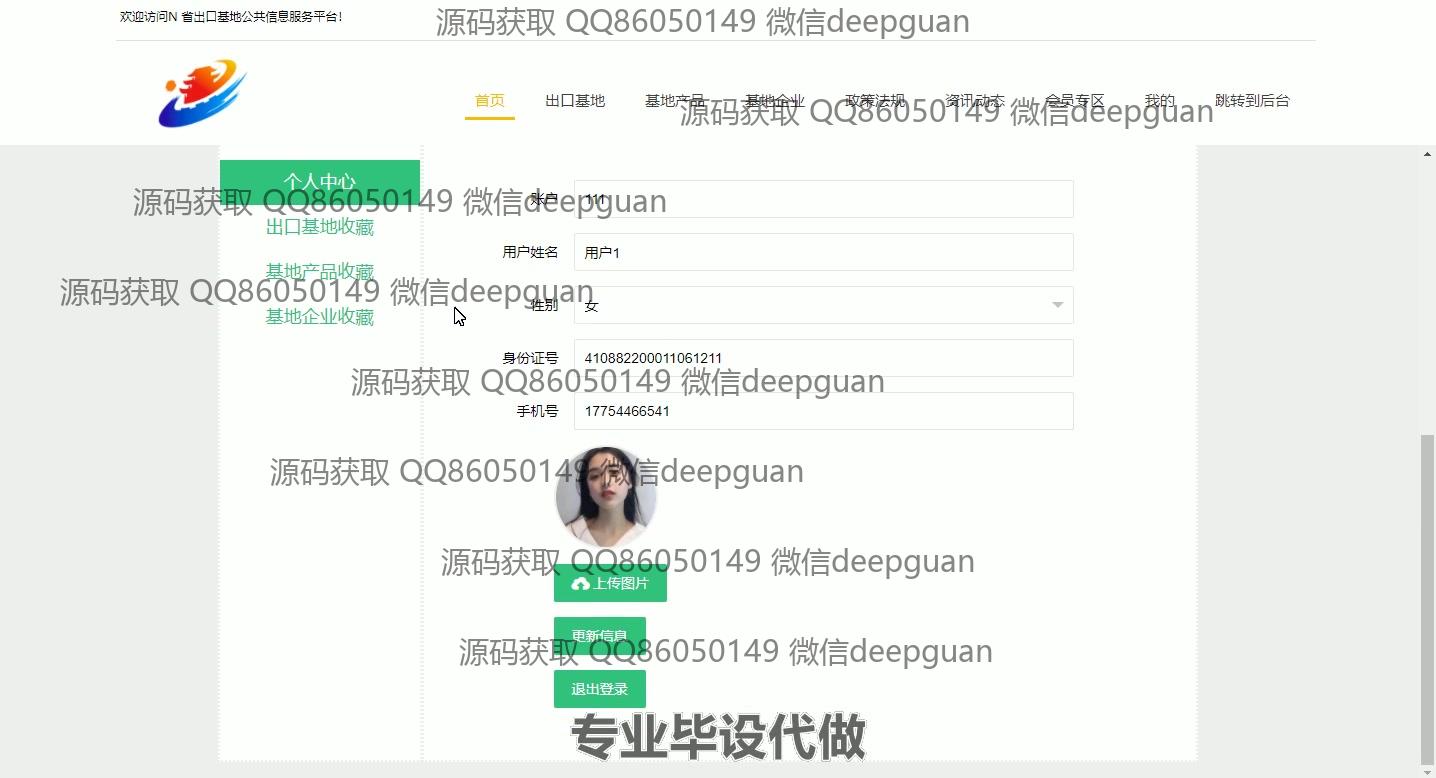 欢迎访问N 省出口基地公共信息服务平台!
源码获取 QQ86050149 微信deepguan
首页 出口基地 基地产品 基地企业 政策法规 资讯动态 会员专区 我的 跳转到后台
源码获取 QQ86050149 微信deepguan
个人中心
账户 111
源码获取 QQ86050149 微信deepguan
出口基地收藏
用户姓名 用户1
基地产品收藏
源码获取 QQ86050149 微信deepguan
性别 女
基地企业收藏
身份证号 410882200011061211
源码获取 QQ86050149 微信deepguan
手机号 17754466541
源码获取 QQ86050149 微信deepguan
源码获取 QQ86050149 微信deepguan
上传图片
更新信息
源码获取 QQ86050149 微信deepguan
退出登录
专业毕设代做